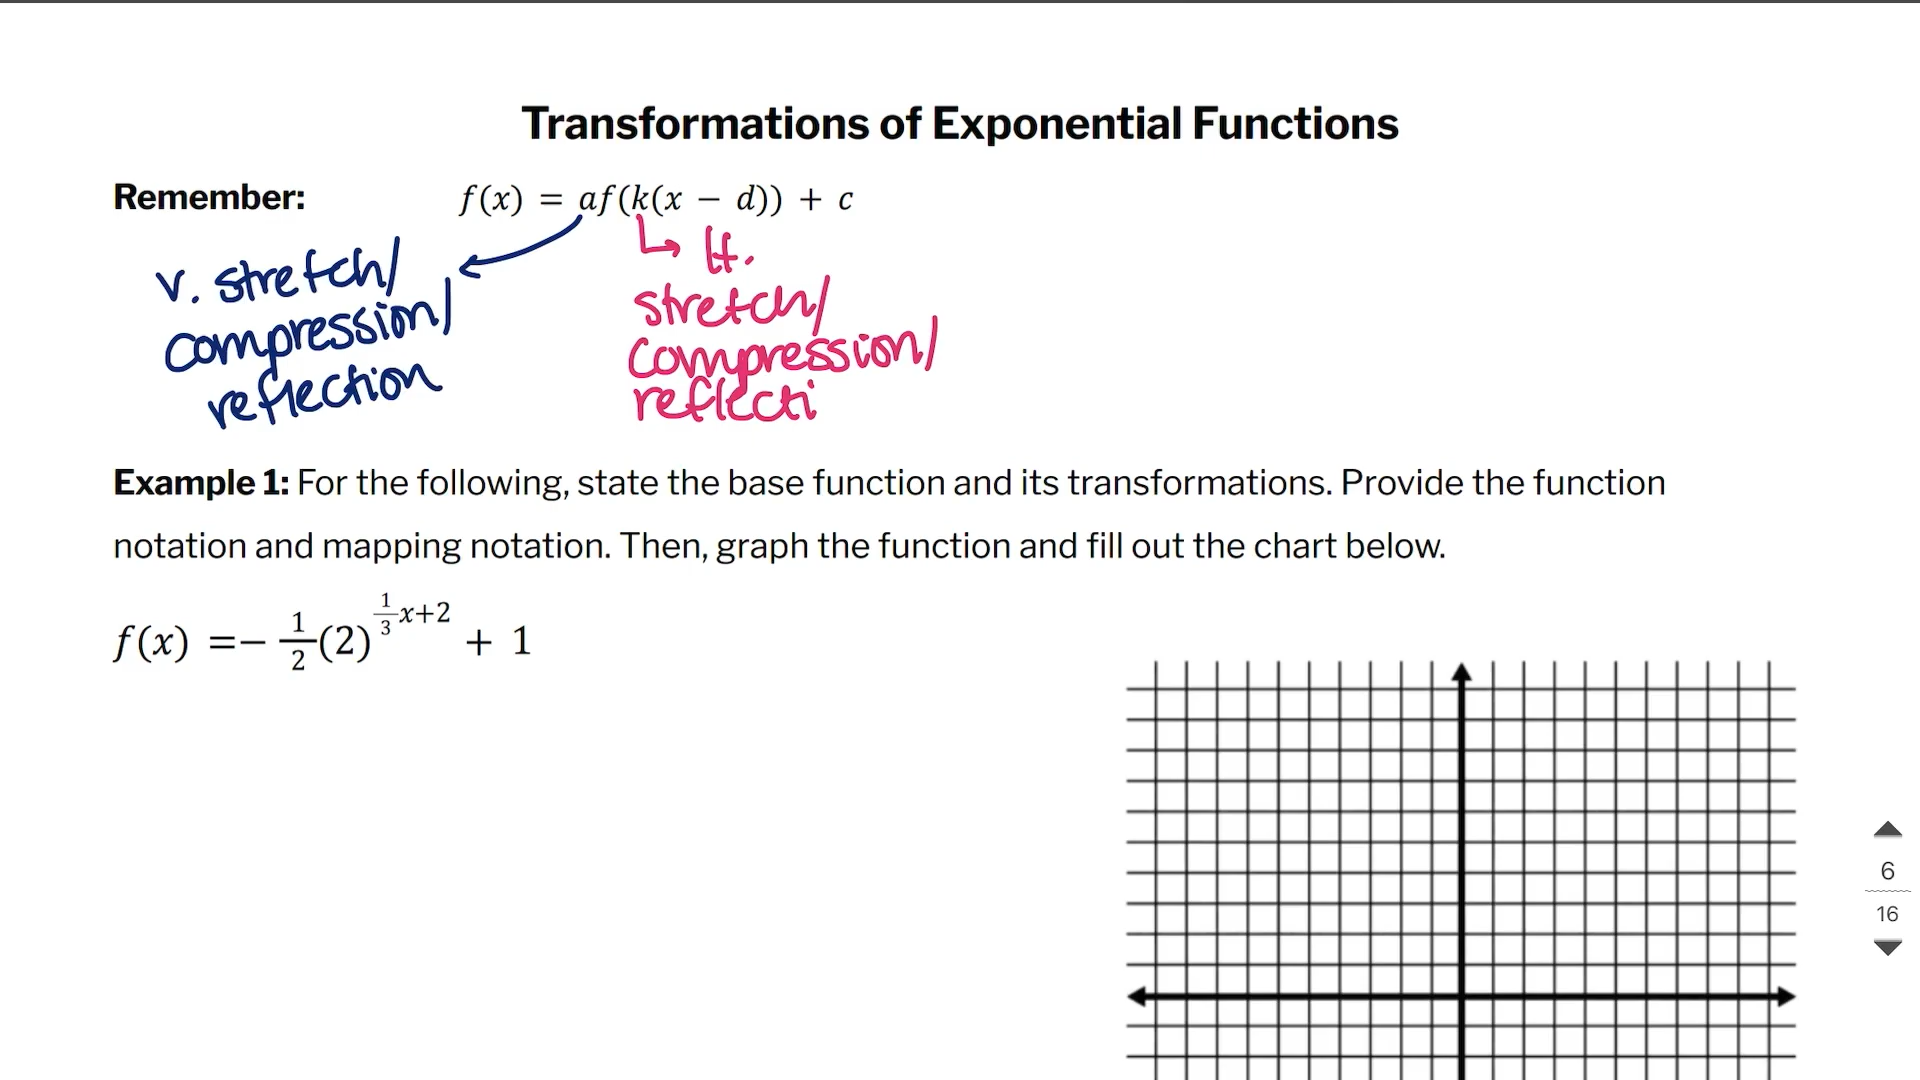 Transformations of Exponential Functions
Remember: f(x) = af(k(x − d)) + c
v. stretch/
compression/
reflection
H.
stretch/
compression/
reflecti
Example 1: For the following, state the base function and its transformations. Provide the function
notation and mapping notation. Then, graph the function and fill out the chart below.
f(x) =− 1/2 (2)^(1/3 x+2) + 1
6
16